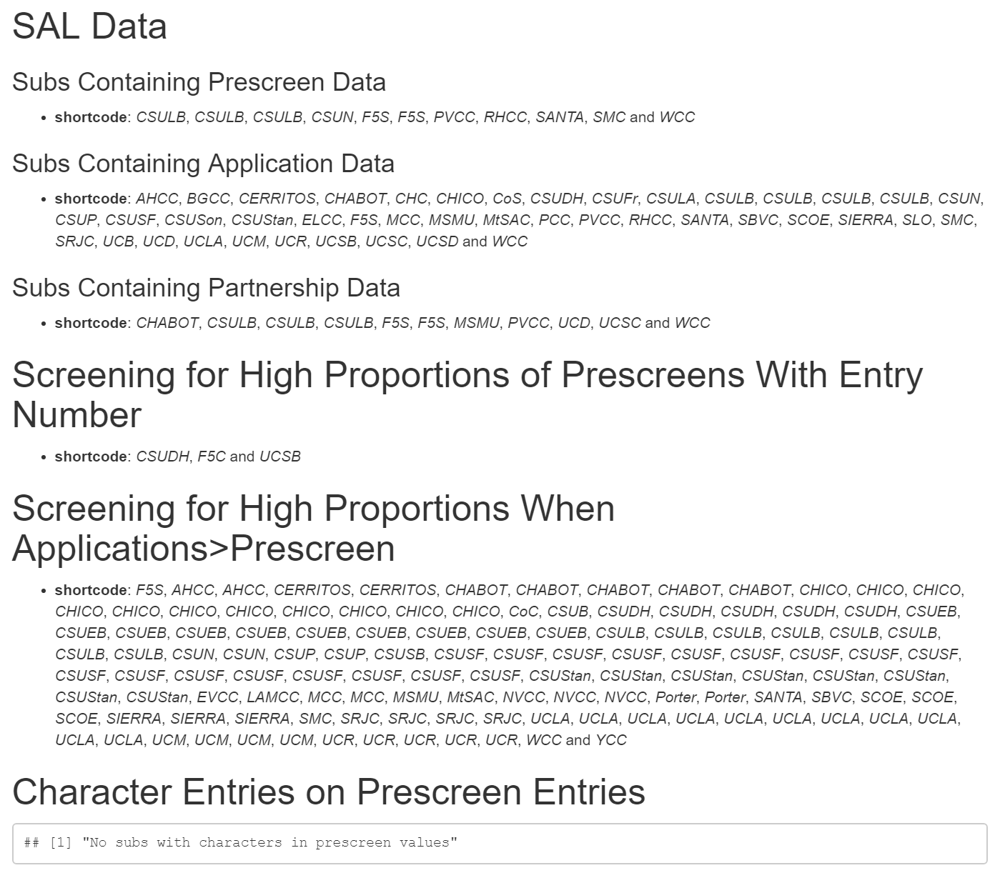 SAL Data
Subs Containing Prescreen Data
• shortcode: CSULB, CSULB, CSULB, CSUN, F5S, F5S, PVCC, RHCC, SANTA, SMC and WCC
Subs Containing Application Data
• shortcode: AHCC, BGCC, CERRITOS, CHABOT, CHC, CHICO, CoS, CSUDH, CSUFr, CSULA, CSULB, CSULB, CSULB, CSULB, CSUN,
CSUP, CSUSF, CSUSon, CSUStan, ELCC, F5S, MCC, MSMU, MtSAC, PCC, PVCC, RHCC, SANTA, SBVC, SCOE, SIERRA, SLO, SMC,
SRJC, UCB, UCD, UCLA, UCM, UCR, UCSB, UCSC, UCSD and WCC
Subs Containing Partnership Data
• shortcode: CHABOT, CSULB, CSULB, CSULB, F5S, F5S, MSMU, PVCC, UCD, UCSC and WCC
Screening for High Proportions of Prescreens With Entry
Number
• shortcode: CSUDH, F5C and UCSB
Screening for High Proportions When
Applications>Prescreen
• shortcode: F5S, AHCC, AHCC, CERRITOS, CERRITOS, CHABOT, CHABOT, CHABOT, CHABOT, CHABOT, CHICO, CHICO, CHICO,
CHICO, CHICO, CHICO, CHICO, CHICO, CHICO, CHICO, CHICO, CoC, CSUB, CSUDH, CSUDH, CSUDH, CSUDH, CSUDH, CSUEB,
CSUEB, CSUEB, CSUEB, CSUEB, CSUEB, CSUEB, CSUEB, CSUEB, CSUEB, CSULB, CSULB, CSULB, CSULB, CSULB, CSULB,
CSULB, CSULB, CSUN, CSUN, CSUP, CSUP, CSUSB, CSUSF, CSUSF, CSUSF, CSUSF, CSUSF, CSUSF, CSUSF, CSUSF, CSUSF,
CSUSF, CSUSF, CSUSF, CSUSF, CSUSF, CSUSF, CSUSF, CSUSF, CSUStan, CSUStan, CSUStan, CSUStan, CSUStan, CSUStan,
CSUStan, CSUStan, EVCC, LAMCC, MCC, MCC, MSMU, MtSAC, NVCC, NVCC, NVCC, Porter, Porter, SANTA, SBVC, SCOE, SCOE,
SCOE, SIERRA, SIERRA, SIERRA, SMC, SRJC, SRJC, SRJC, SRJC, UCLA, UCLA, UCLA, UCLA, UCLA, UCLA, UCLA, UCLA, UCLA,
UCLA, UCLA, UCM, UCM, UCM, UCM, UCR, UCR, UCR, UCR, UCR, WCC and YCC
Character Entries on Prescreen Entries
## [1] "No subs with characters in prescreen values"